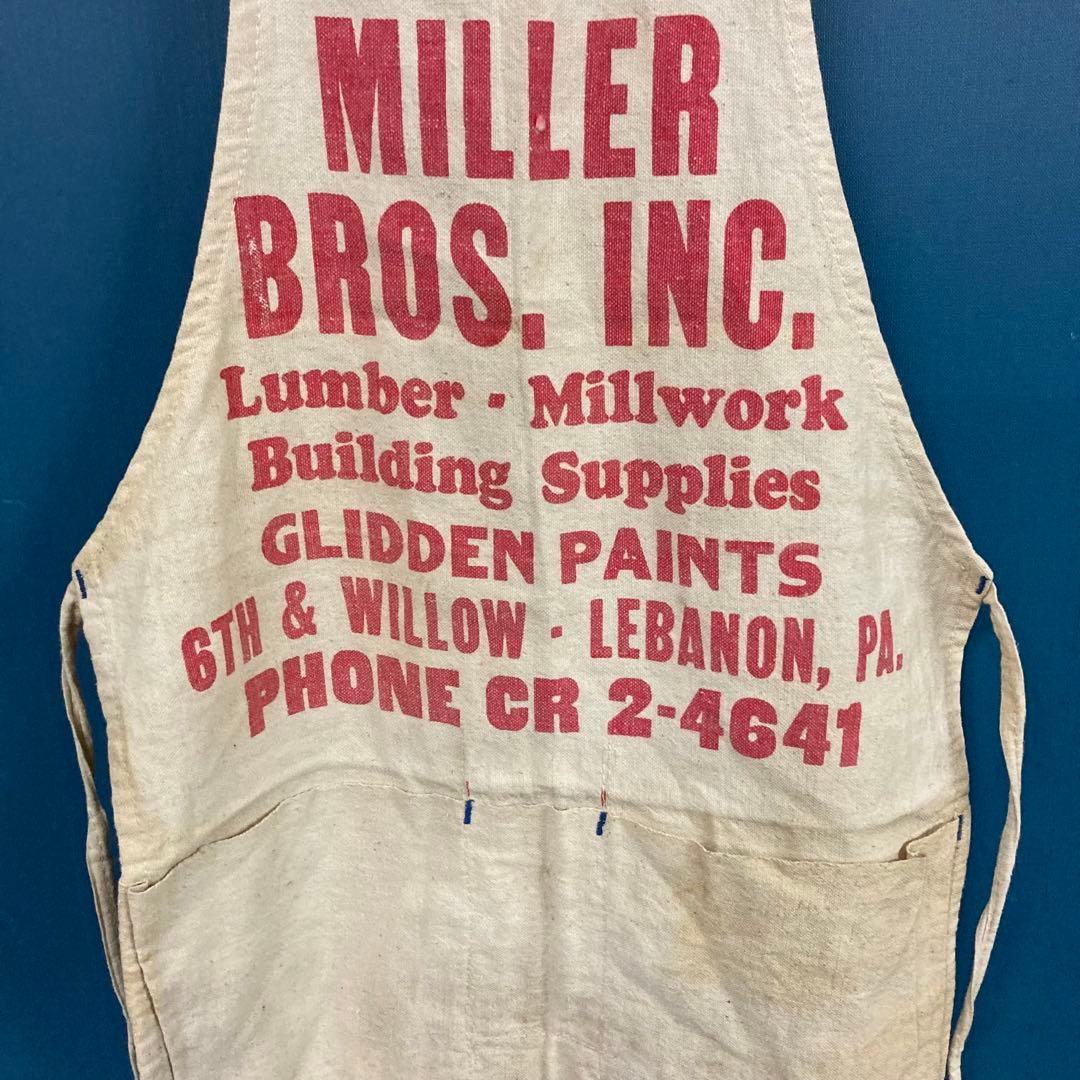 MILLER
BROS. INC.
Lumber - Millwork
Building Supplies
GLIDDEN PAINTS
6TH & WILLOW - LEBANON, PA.
PHONE CR 2-4641